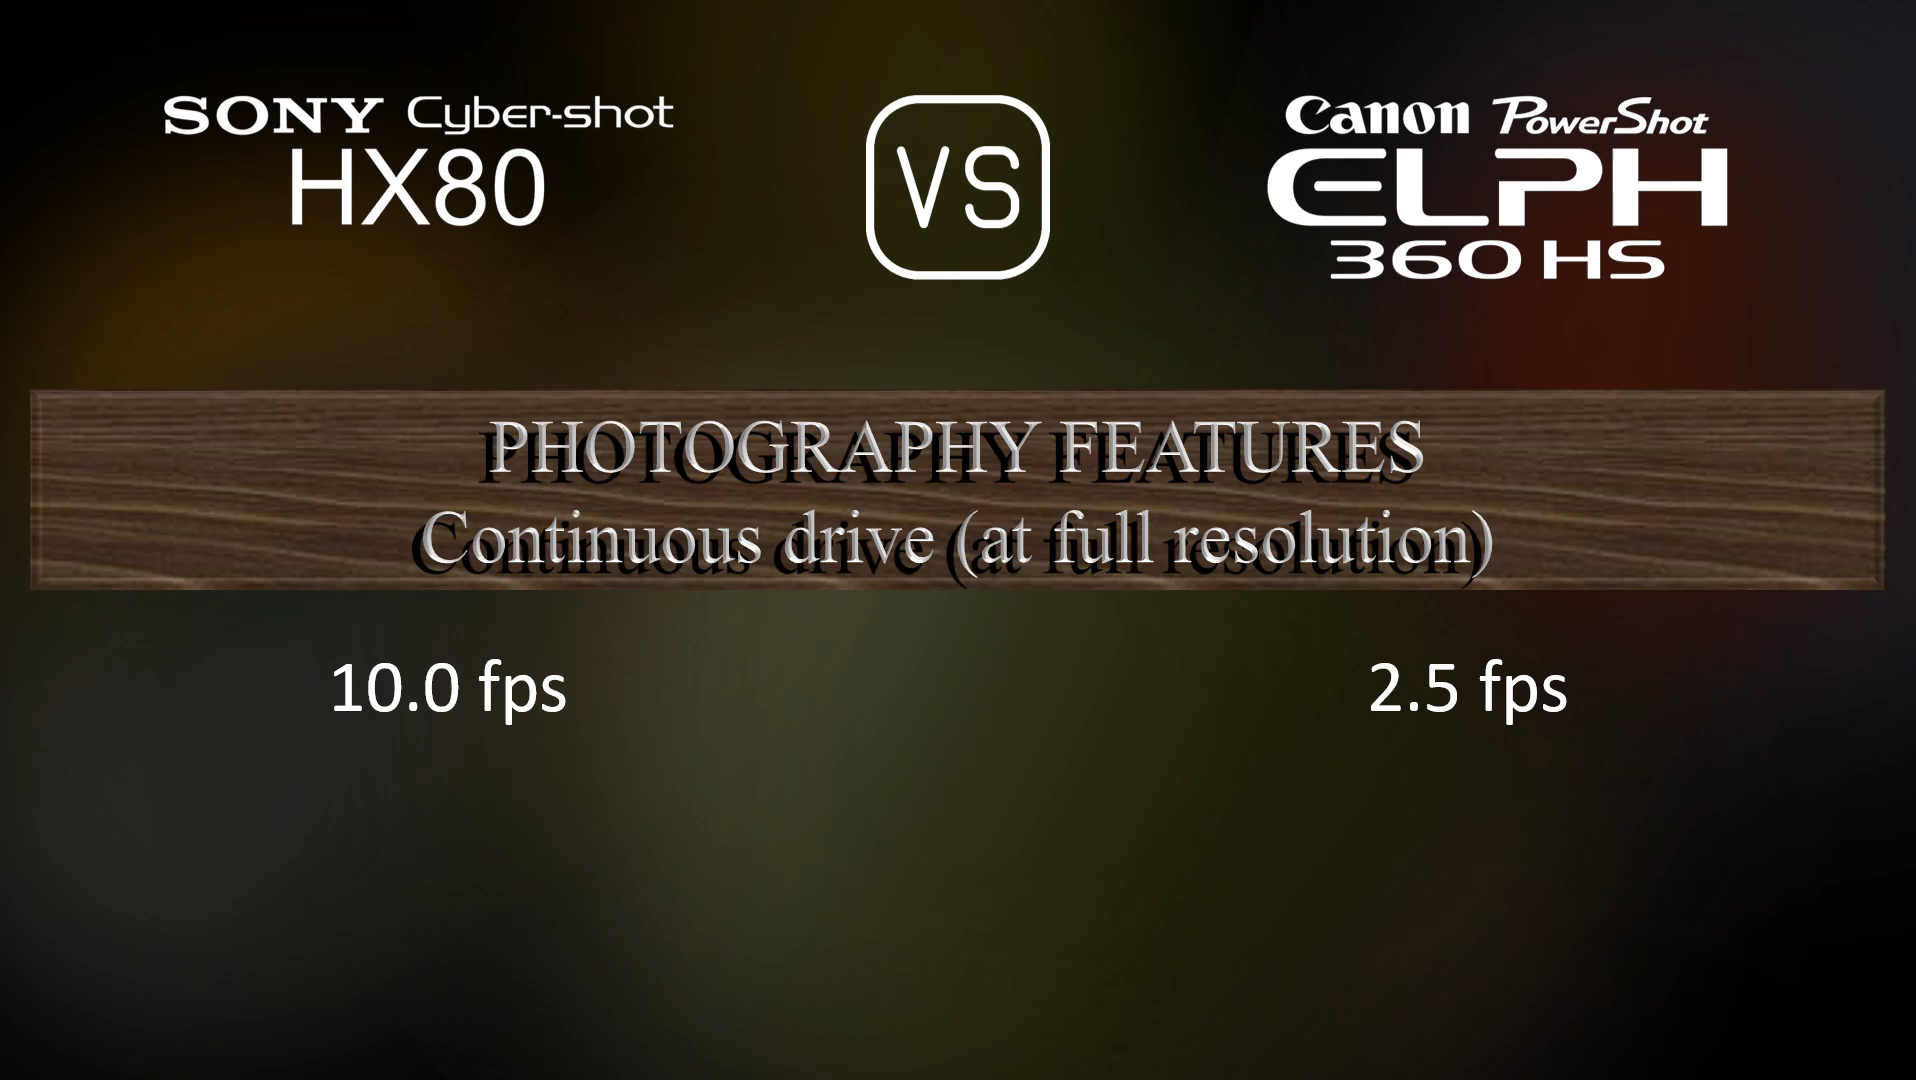 SONY Cyber-shot
HX80
VS
Canon PowerShot
ELPH
360 HS
PHOTOGRAPHY FEATURES
Continuous drive (at full resolution)
10.0 fps
2.5 fps